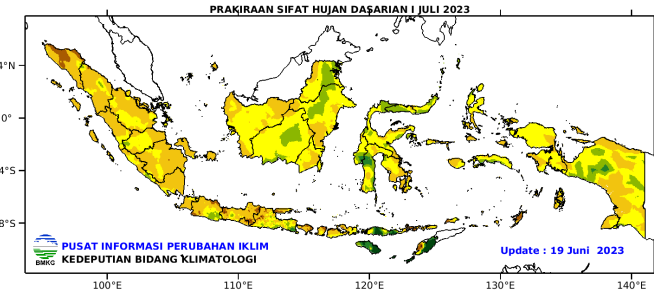 PRAKIRAAN SIFAT HUJAN DASARIAN I JULI 2023
4°N
0°
4°S
8°S
PUSAT INFORMASI PERUBAHAN IKLIM
KEDEPUTIAN BIDANG KLIMATOLOGI
BMKG
Update : 19 Juni 2023
100°E
110°E
120°E
130°E
140°E